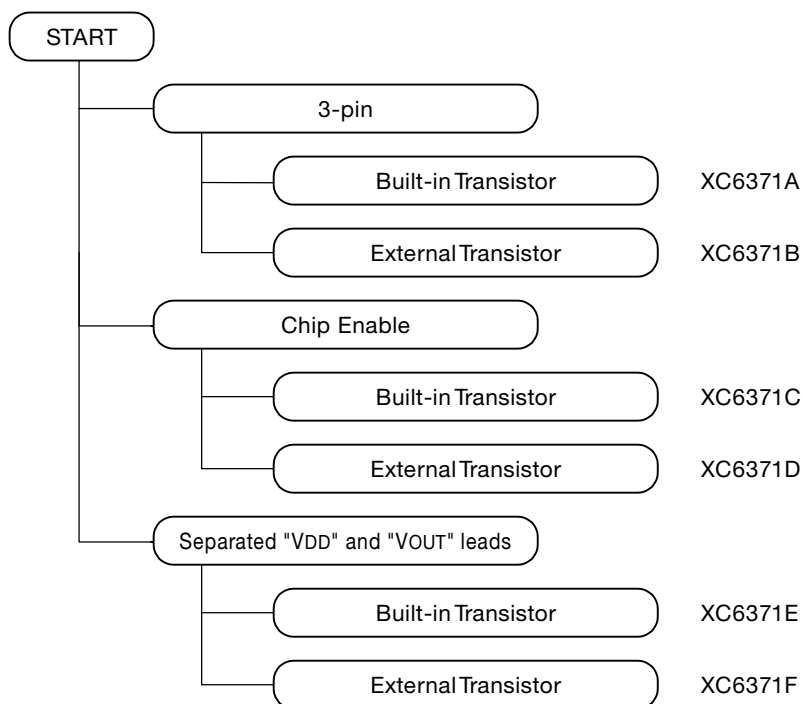 START
3-pin
Built-in Transistor XC6371A
External Transistor XC6371B
Chip Enable
Built-in Transistor XC6371C
External Transistor XC6371D
Separated "VDD" and "VOUT" leads
Built-in Transistor XC6371E
External Transistor XC6371F